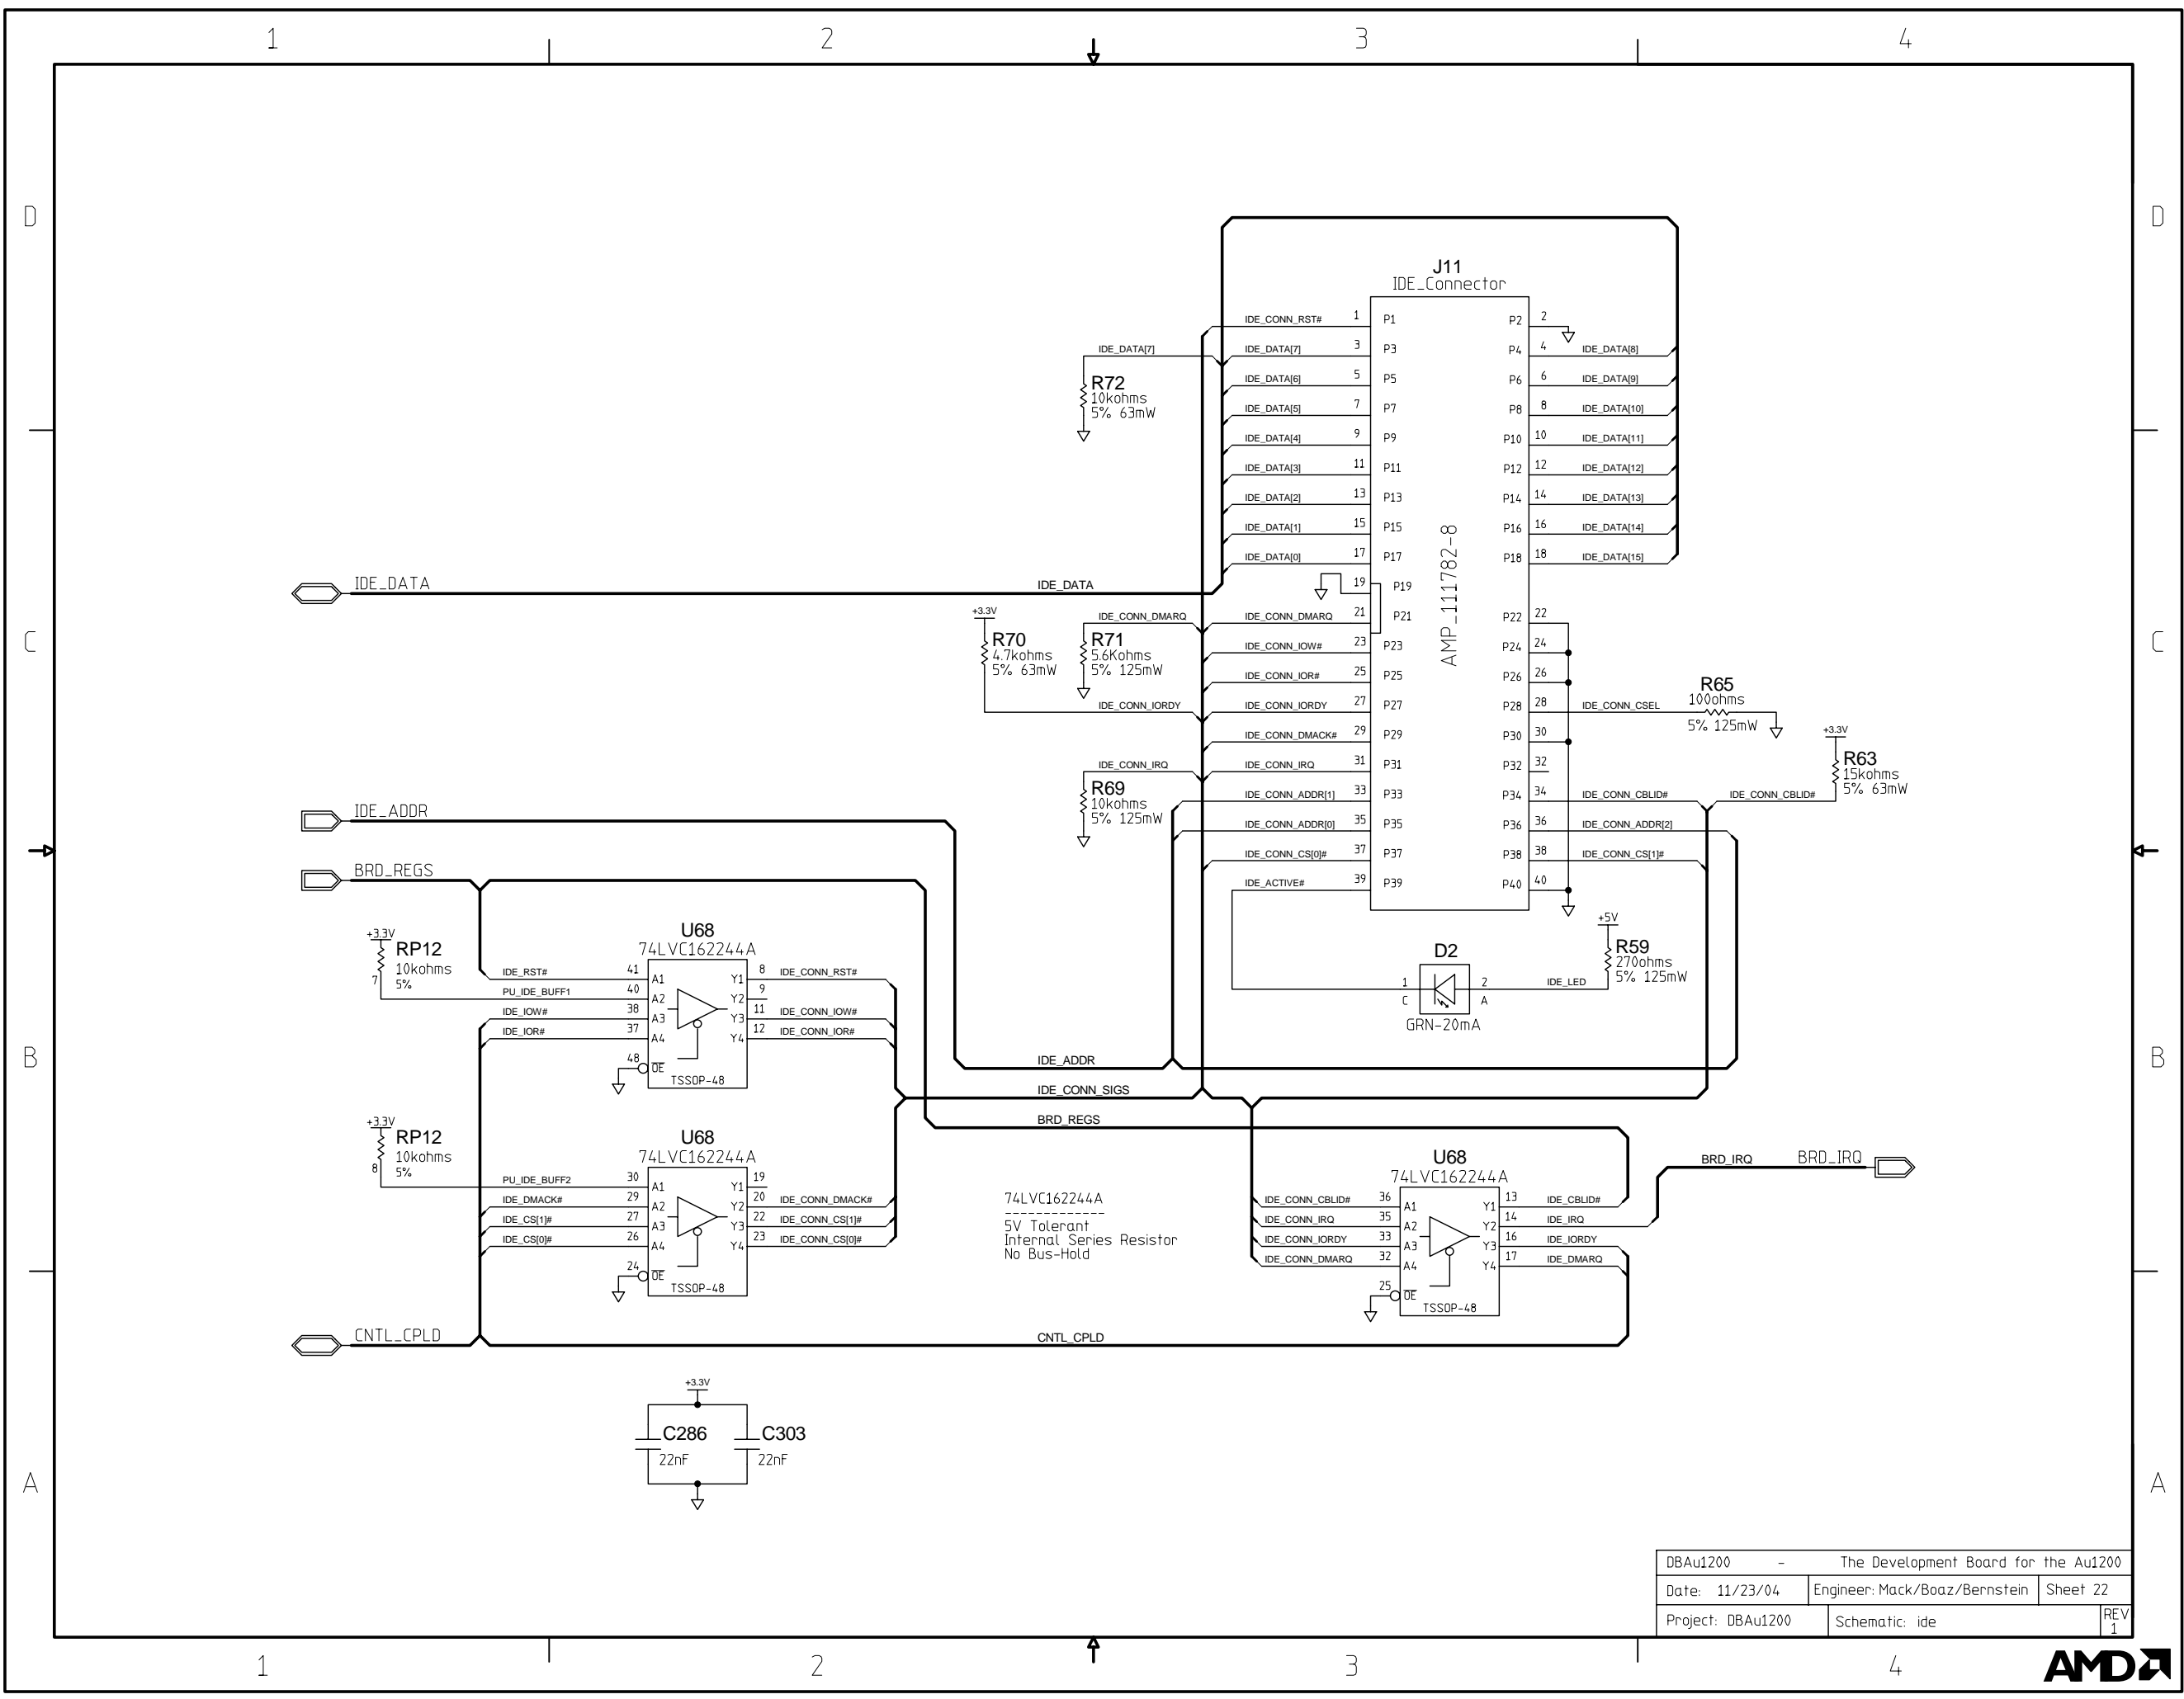 1 2 3 4
D D
J11
IDE_Connector
IDE_CONN_RST# 1 P1 P2 2
IDE_DATA[7] IDE_DATA[7] 3 P3 P4 4 IDE_DATA[8]
R72
10kohms
5% 63mW
IDE_DATA[6] 5 P5 P6 6 IDE_DATA[9]
IDE_DATA[5] 7 P7 P8 8 IDE_DATA[10]
IDE_DATA[4] 9 P9 P10 10 IDE_DATA[11]
IDE_DATA[3] 11 P11 P12 12 IDE_DATA[12]
IDE_DATA[2] 13 P13 P14 14 IDE_DATA[13]
IDE_DATA[1] 15 P15 P16 16 IDE_DATA[14]
IDE_DATA[0] 17 P17 P18 18 IDE_DATA[15]
AMP_111782-8
IDE_DATA IDE_DATA
19 P19
IDE_CONN_DMARQ IDE_CONN_DMARQ 21 P21 P22 22
+3.3V
R70
4.7kohms
5% 63mW
R71
5.6Kohms
5% 125mW
C C
IDE_CONN_IOW# 23 P23 P24 24
IDE_CONN_IOR# 25 P25 P26 26
IDE_CONN_IORDY IDE_CONN_IORDY 27 P27 P28 28 IDE_CONN_CSEL
R65
100ohms
5% 125mW
IDE_CONN_DMACK# 29 P29 P30 30
IDE_CONN_IRQ IDE_CONN_IRQ 31 P31 P32 32
R69
10kohms
5% 125mW
+3.3V
R63
15kohms
5% 63mW
IDE_CONN_ADDR[1] 33 P33 P34 34 IDE_CONN_CBLID# IDE_CONN_CBLID#
IDE_CONN_ADDR[0] 35 P35 P36 36 IDE_CONN_ADDR[2]
IDE_CONN_CS[0]# 37 P37 P38 38 IDE_CONN_CS[1]#
IDE_ACTIVE# 39 P39 P40 40
IDE_ADDR
BRD_REGS
+3.3V
RP12
10kohms
5%
7
U68
74LVC162244A
IDE_RST# 41 A1 Y1 8 IDE_CONN_RST#
PU_IDE_BUFF1 40 A2 Y2 9
IDE_IOW# 38 A3 Y3 11 IDE_CONN_IOW#
IDE_IOR# 37 A4 Y4 12 IDE_CONN_IOR#
48 OE
TSSOP-48
+5V
R59
270ohms
5% 125mW
D2
1 2
C A
IDE_LED
GRN-20mA
B B
IDE_ADDR
IDE_CONN_SIGS
BRD_REGS
+3.3V
RP12
10kohms
5%
8
U68
74LVC162244A
PU_IDE_BUFF2 30 A1 Y1 19
IDE_DMACK# 29 A2 Y2 20 IDE_CONN_DMACK#
IDE_CS[1]# 27 A3 Y3 22 IDE_CONN_CS[1]#
IDE_CS[0]# 26 A4 Y4 23 IDE_CONN_CS[0]#
24 OE
TSSOP-48
74LVC162244A
-------------
5V Tolerant
Internal Series Resistor
No Bus-Hold
U68
74LVC162244A
IDE_CONN_CBLID# 36 A1 Y1 13 IDE_CBLID#
IDE_CONN_IRQ 35 A2 Y2 14 IDE_IRQ
IDE_CONN_IORDY 33 A3 Y3 16 IDE_IORDY
IDE_CONN_DMARQ 32 A4 Y4 17 IDE_DMARQ
25 OE
TSSOP-48
BRD_IRQ BRD_IRQ
CNTL_CPLD CNTL_CPLD
+3.3V
C286
22nF
C303
22nF
A A
DBAu1200 - The Development Board for the Au1200
Date: 11/23/04 Engineer: Mack/Boaz/Bernstein Sheet 22
Project: DBAu1200 Schematic: ide REV
1
1 2 3 4
AMD